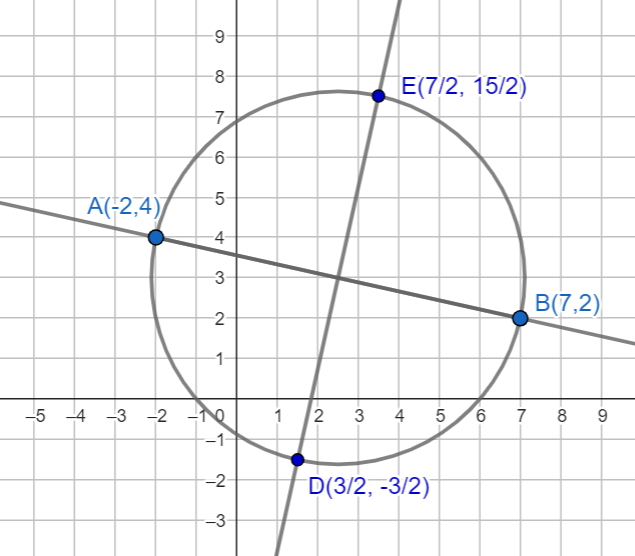 9
8
E(7/2, 15/2)
7
6
5
A(-2,4)
4
3
B(7,2)
2
1
–5 –4 –3 –2 –1 0 1 2 3 4 5 6 7 8 9
–1
D(3/2, -3/2)
–2
–3